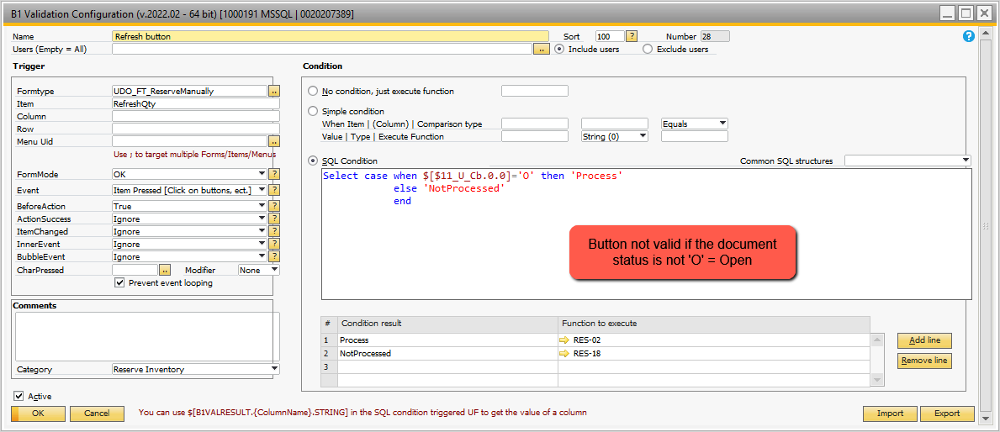 B1 Validation Configuration (v.2022.02 - 64 bit) [1000191 MSSQL | 0020207389]
Name Refresh button Sort 100 ? Number 28 ?
Users (Empty = All) .. Include users Exclude users
Trigger
Formtype UDO_FT_ReserveManually ..
Item RefreshQty
Column
Row
Menu Uid ..
Use ; to target multiple Forms/Items/Menus
FormMode OK ?
Event Item Pressed [Click on buttons, ect.] ?
BeforeAction True ?
ActionSuccess Ignore ?
ItemChanged Ignore ?
InnerEvent Ignore ?
BubbleEvent Ignore ?
CharPressed .. Modifier None
Prevent event looping
Comments
Category Reserve Inventory
Condition
No condition, just execute function
Simple condition
When Item | (Column) | Comparison type Equals
Value | Type | Execute Function String (0)
SQL Condition Common SQL structures
Select case when $[$11_U_Cb.0.0]='O' then 'Process'
else 'NotProcessed'
end
Button not valid if the document
status is not 'O' = Open
# Condition result Function to execute
1 Process RES-02
2 NotProcessed RES-18
3
Add line
Remove line
Active
OK Cancel You can use $[B1VALRESULT.{ColumnName}.STRING] in the SQL condition triggered UF to get the value of a column Import Export